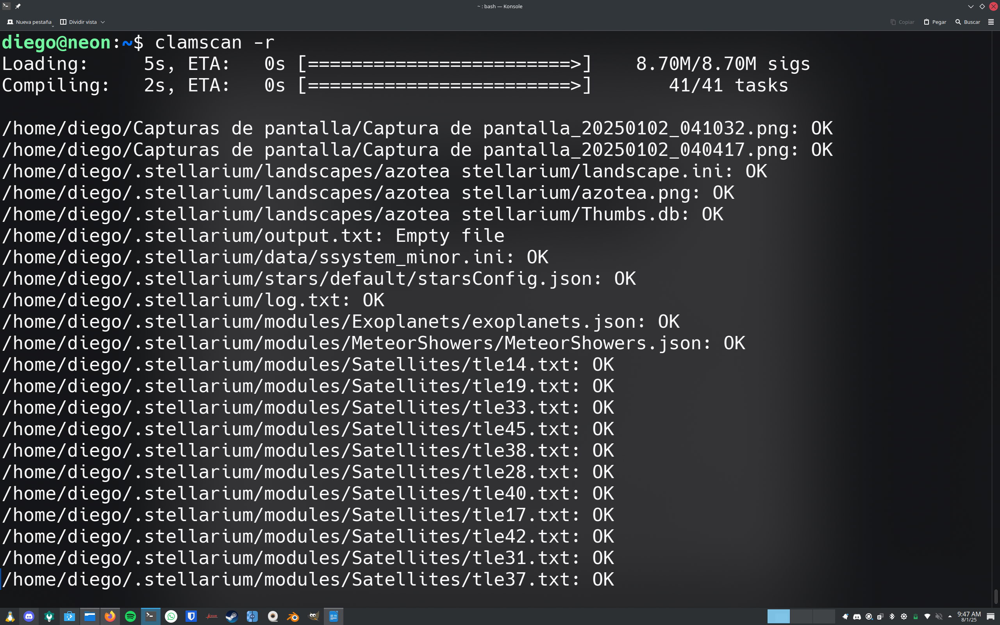 ~ : bash — Konsole
Nueva pestaña Dividir vista Copiar Pegar Buscar
diego@neon:~$ clamscan -r
Loading:     5s, ETA:   0s [========================>]    8.70M/8.70M sigs
Compiling:   2s, ETA:   0s [========================>]       41/41 tasks
/home/diego/Capturas de pantalla/Captura de pantalla_20250102_041032.png: OK
/home/diego/Capturas de pantalla/Captura de pantalla_20250102_040417.png: OK
/home/diego/.stellarium/landscapes/azotea stellarium/landscape.ini: OK
/home/diego/.stellarium/landscapes/azotea stellarium/azotea.png: OK
/home/diego/.stellarium/landscapes/azotea stellarium/Thumbs.db: OK
/home/diego/.stellarium/output.txt: Empty file
/home/diego/.stellarium/data/ssystem_minor.ini: OK
/home/diego/.stellarium/stars/default/starsConfig.json: OK
/home/diego/.stellarium/log.txt: OK
/home/diego/.stellarium/modules/Exoplanets/exoplanets.json: OK
/home/diego/.stellarium/modules/MeteorShowers/MeteorShowers.json: OK
/home/diego/.stellarium/modules/Satellites/tle14.txt: OK
/home/diego/.stellarium/modules/Satellites/tle19.txt: OK
/home/diego/.stellarium/modules/Satellites/tle33.txt: OK
/home/diego/.stellarium/modules/Satellites/tle45.txt: OK
/home/diego/.stellarium/modules/Satellites/tle38.txt: OK
/home/diego/.stellarium/modules/Satellites/tle28.txt: OK
/home/diego/.stellarium/modules/Satellites/tle40.txt: OK
/home/diego/.stellarium/modules/Satellites/tle17.txt: OK
/home/diego/.stellarium/modules/Satellites/tle42.txt: OK
/home/diego/.stellarium/modules/Satellites/tle31.txt: OK
/home/diego/.stellarium/modules/Satellites/tle37.txt: OK
CKAN
9:47 AM
8/1/25